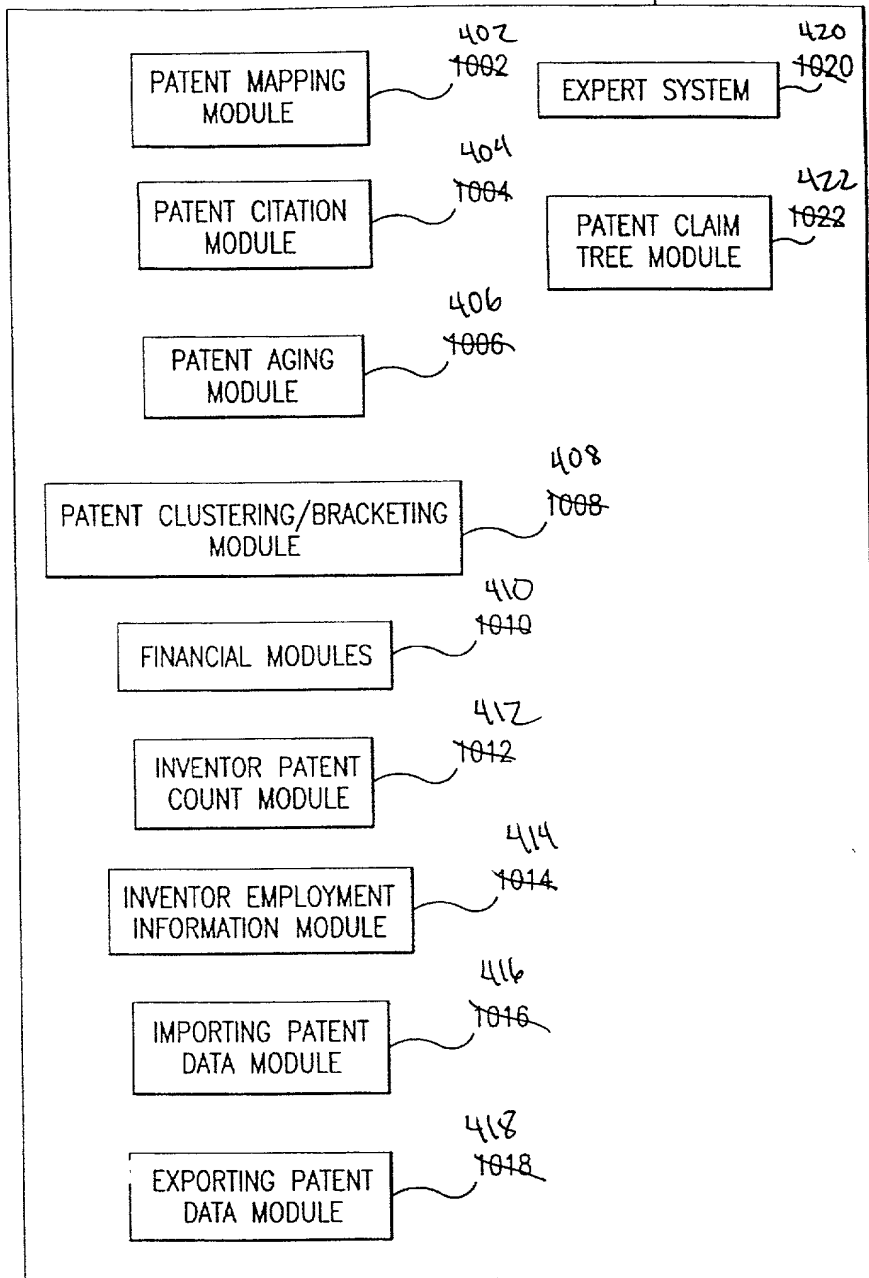 402
PATENT MAPPING 1002
MODULE
404
PATENT CITATION 1004
MODULE
406
PATENT AGING 1006
MODULE
408
PATENT CLUSTERING/BRACKETING 1008
MODULE
410
FINANCIAL MODULES 1010
412
INVENTOR PATENT 1012
COUNT MODULE
414
INVENTOR EMPLOYMENT 1014
INFORMATION MODULE
416
IMPORTING PATENT 1016
DATA MODULE
418
EXPORTING PATENT 1018
DATA MODULE
420
EXPERT SYSTEM 1020
422
PATENT CLAIM 1022
TREE MODULE